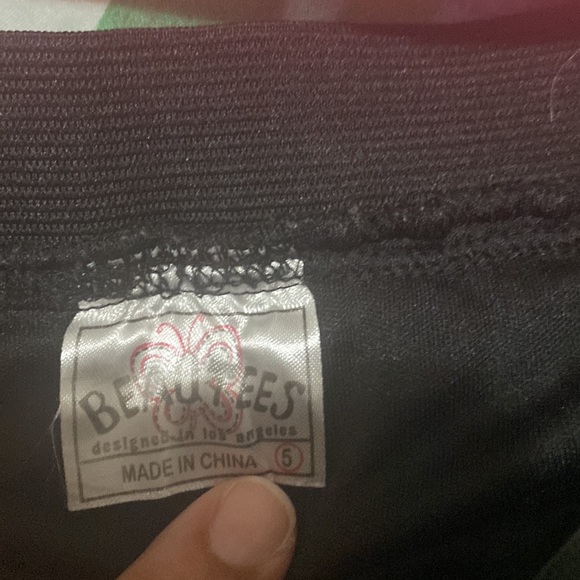 BEAUTEES
designed in los angeles
MADE IN CHINA 5